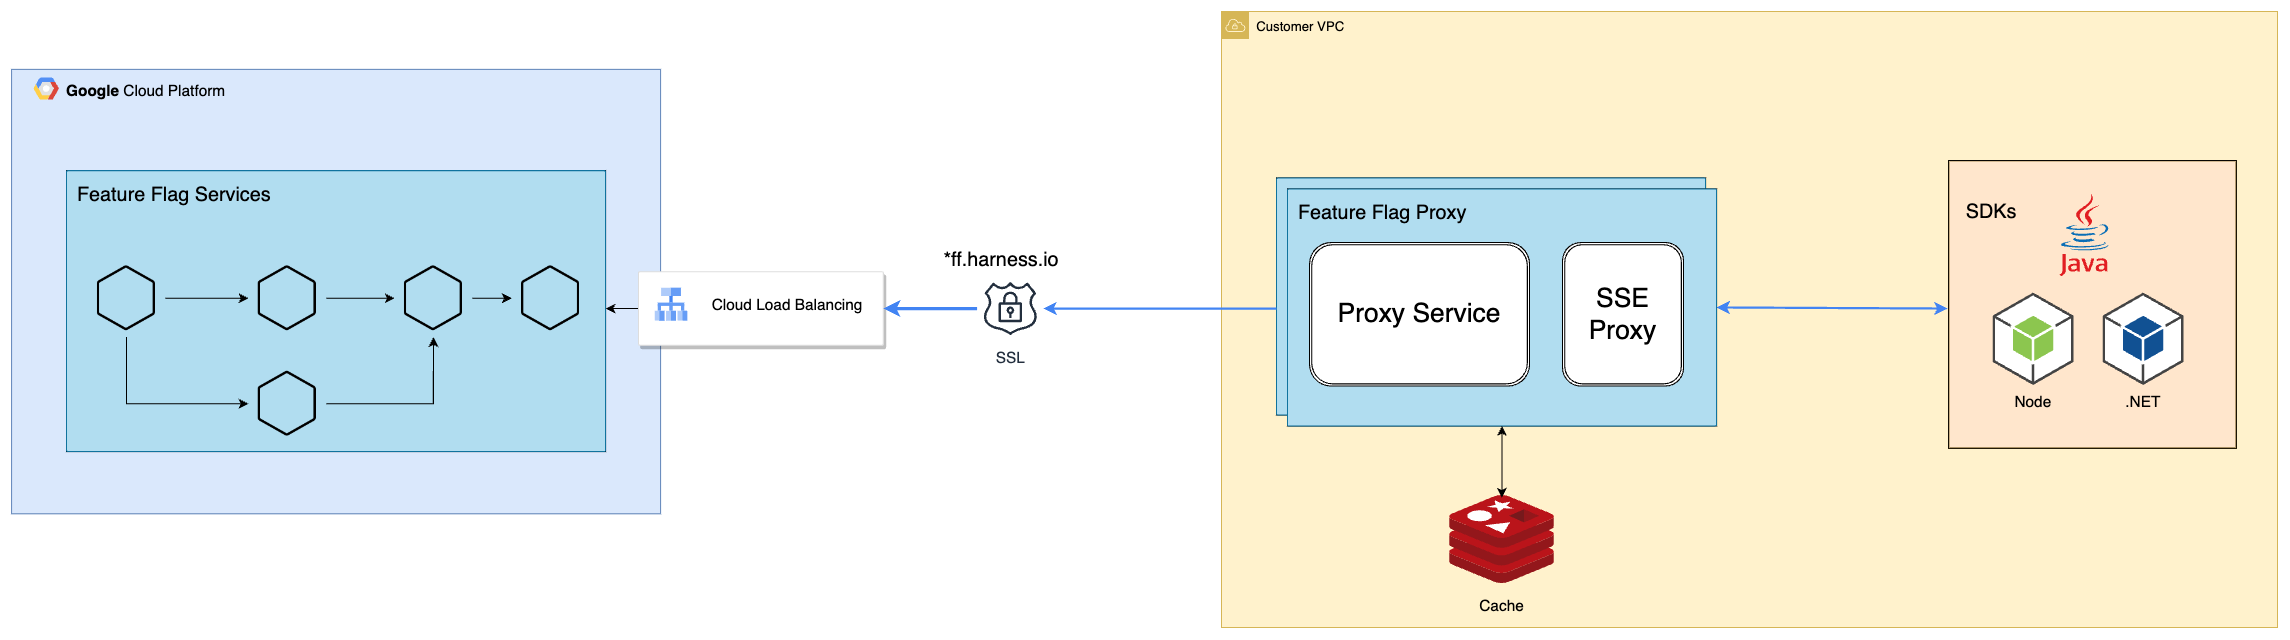 Customer VPC
Google Cloud Platform
Feature Flag Services
Cloud Load Balancing
*ff.harness.io
SSL
Feature Flag Proxy
Proxy Service
SSE
Proxy
SDKs
Java
Node
.NET
Cache